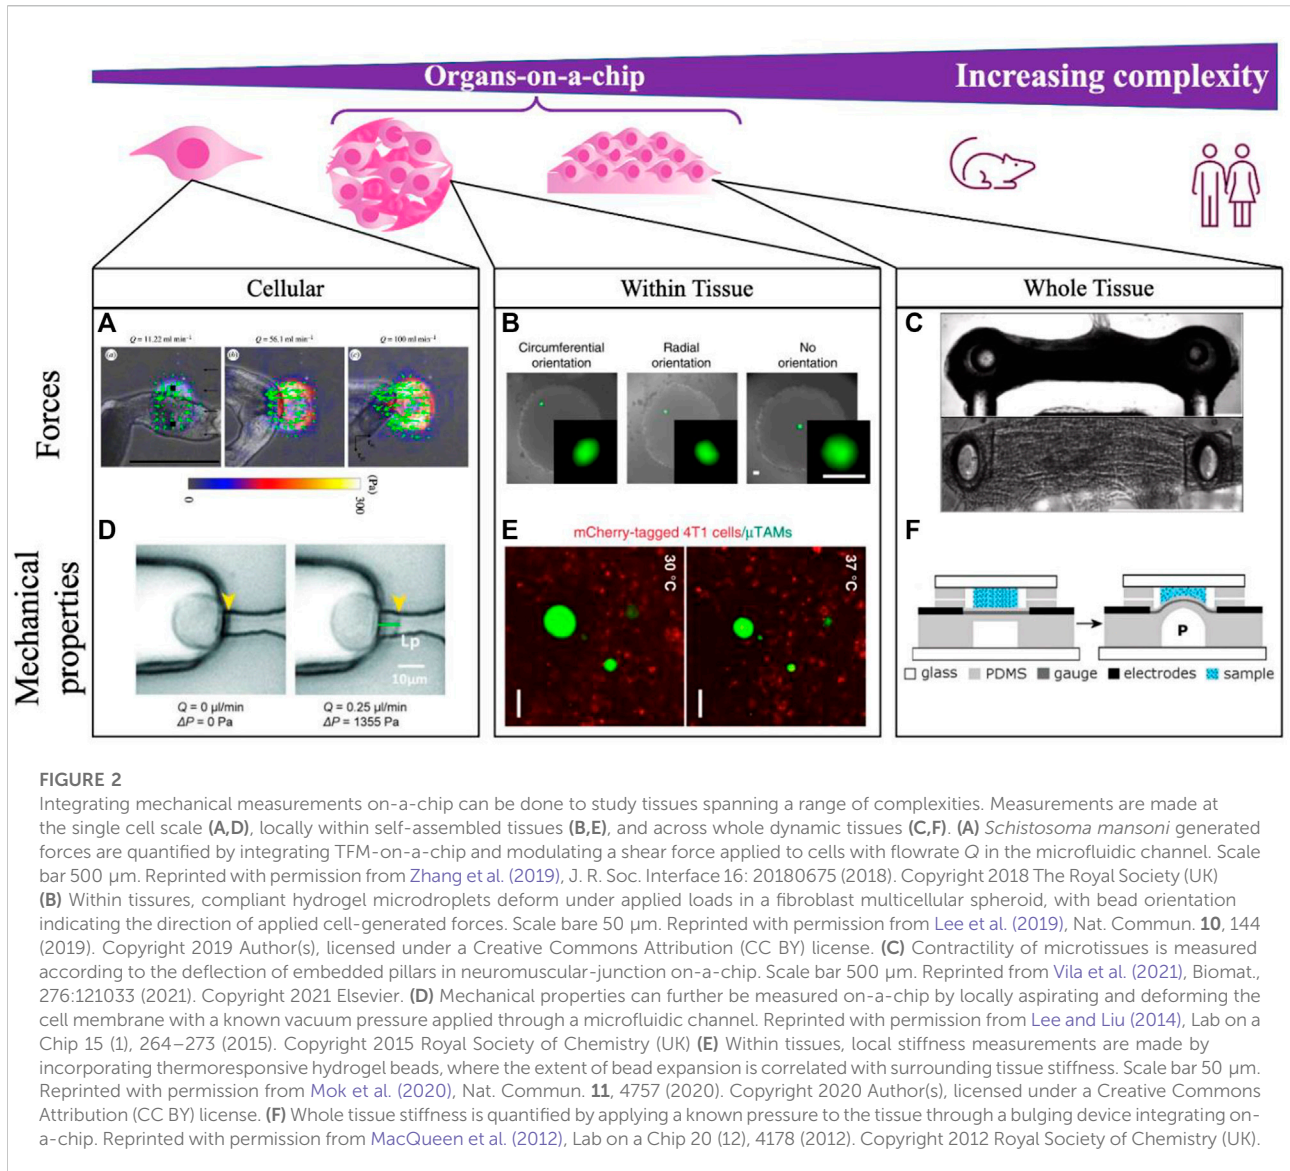 Organs-on-a-chip
Increasing complexity
Cellular
Within Tissue
Whole Tissue
Forces
Mechanical
properties
A
Q = 11.22 ml min⁻¹
Q = 56.1 ml min⁻¹
Q = 100 ml min⁻¹
(a)
(b)
(c)
0
300
(Pa)
B
Circumferential
orientation
Radial
orientation
No
orientation
C
D
Lp
10μm
Q = 0 μl/min
ΔP = 0 Pa
Q = 0.25 μl/min
ΔP = 1355 Pa
E
mCherry-tagged 4T1 cells/μTAMs
30 °C
37 °C
F
P
glass
PDMS
gauge
electrodes
sample
FIGURE 2
Integrating mechanical measurements on-a-chip can be done to study tissues spanning a range of complexities. Measurements are made at
the single cell scale (A,D), locally within self-assembled tissues (B,E), and across whole dynamic tissues (C,F). (A) Schistosoma mansoni generated
forces are quantified by integrating TFM-on-a-chip and modulating a shear force applied to cells with flowrate Q in the microfluidic channel. Scale
bar 500 μm. Reprinted with permission from Zhang et al. (2019), J. R. Soc. Interface 16: 20180675 (2018). Copyright 2018 The Royal Society (UK)
(B) Within tissures, compliant hydrogel microdroplets deform under applied loads in a fibroblast multicellular spheroid, with bead orientation
indicating the direction of applied cell-generated forces. Scale bare 50 μm. Reprinted with permission from Lee et al. (2019), Nat. Commun. 10, 144
(2019). Copyright 2019 Author(s), licensed under a Creative Commons Attribution (CC BY) license. (C) Contractility of microtissues is measured
according to the deflection of embedded pillars in neuromuscular-junction on-a-chip. Scale bar 500 μm. Reprinted from Vila et al. (2021), Biomat.,
276:121033 (2021). Copyright 2021 Elsevier. (D) Mechanical properties can further be measured on-a-chip by locally aspirating and deforming the
cell membrane with a known vacuum pressure applied through a microfluidic channel. Reprinted with permission from Lee and Liu (2014), Lab on a
Chip 15 (1), 264–273 (2015). Copyright 2015 Royal Society of Chemistry (UK) (E) Within tissues, local stiffness measurements are made by
incorporating thermoresponsive hydrogel beads, where the extent of bead expansion is correlated with surrounding tissue stiffness. Scale bar 50 μm.
Reprinted with permission from Mok et al. (2020), Nat. Commun. 11, 4757 (2020). Copyright 2020 Author(s), licensed under a Creative Commons
Attribution (CC BY) license. (F) Whole tissue stiffness is quantified by applying a known pressure to the tissue through a bulging device integrating on-
a-chip. Reprinted with permission from MacQueen et al. (2012), Lab on a Chip 20 (12), 4178 (2012). Copyright 2012 Royal Society of Chemistry (UK).